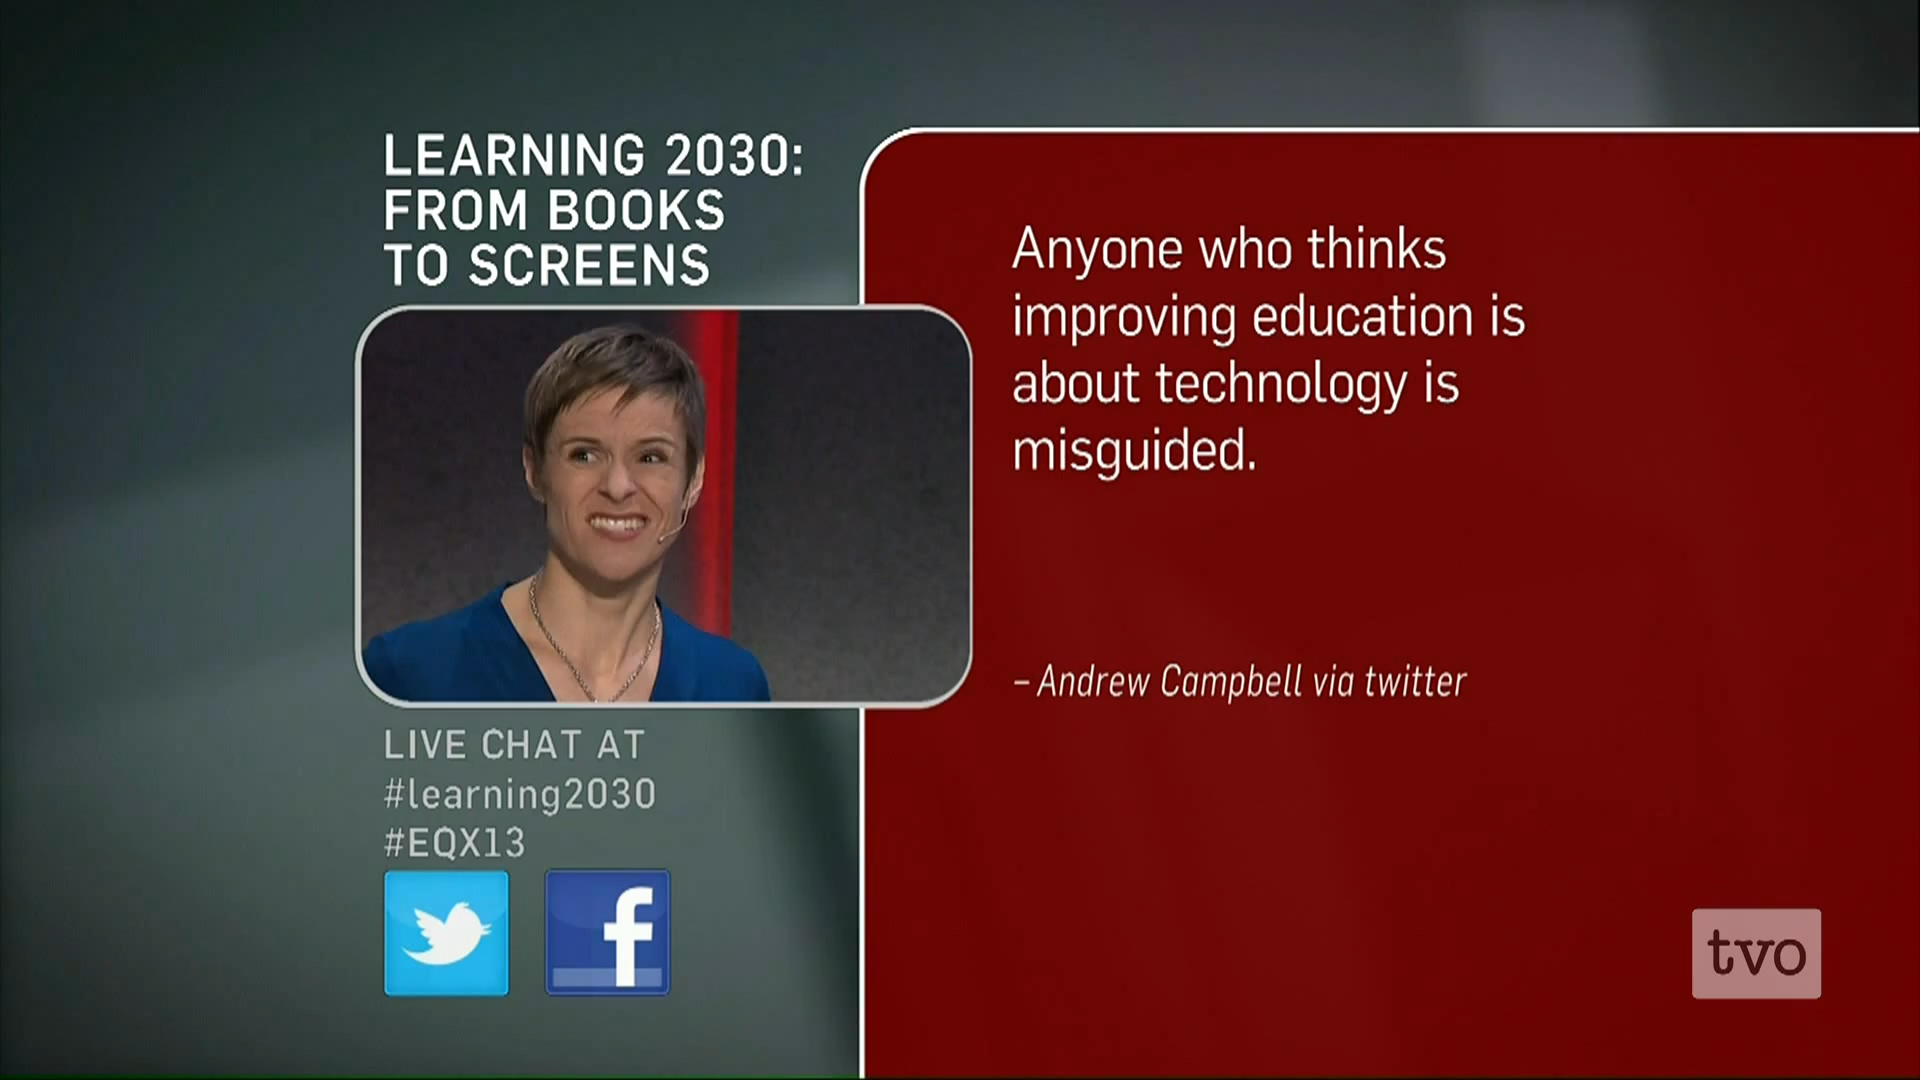 LEARNING 2030:
FROM BOOKS
TO SCREENS
Anyone who thinks
improving education is
about technology is
misguided.
– Andrew Campbell via twitter
LIVE CHAT AT
#learning2030
#EQX13
f
tvo